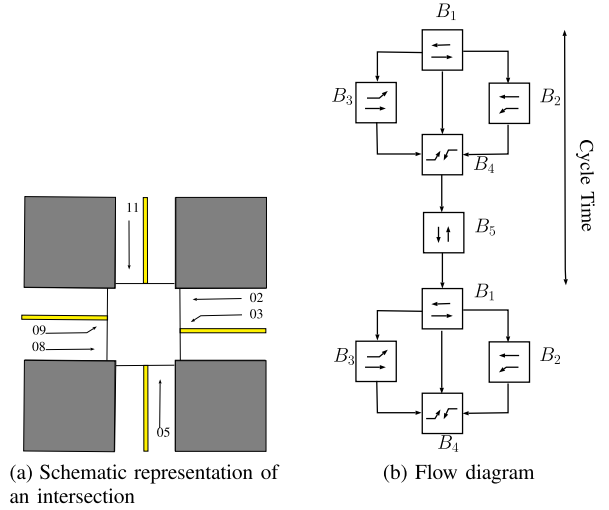 11
02
03
09
08
05
(a) Schematic representation of
an intersection
B1
B3
B2
B4
B5
Cycle Time
B1
B3
B2
B4
(b) Flow diagram